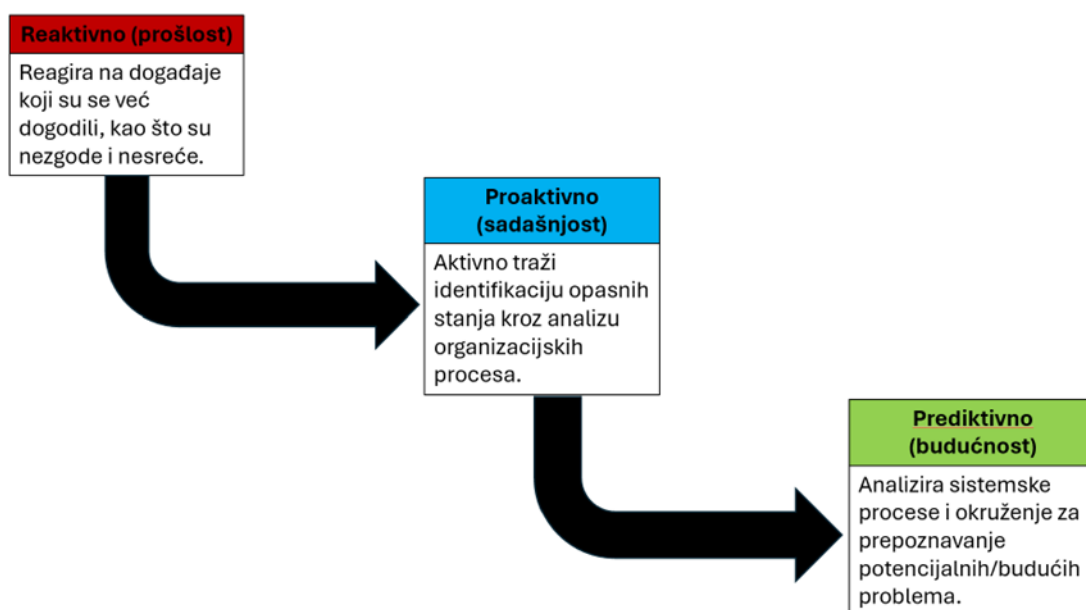 Reaktivno (prošlost)
Reagira na događaje
koji su se već
dogodili, kao što su
nezgode i nesreće.
Proaktivno
(sadašnjost)
Aktivno traži
identifikaciju opasnih
stanja kroz analizu
organizacijskih
procesa.
Prediktivno
(budućnost)
Analizira sistemske
procese i okruženje za
prepoznavanje
potencijalnih/budućih
problema.